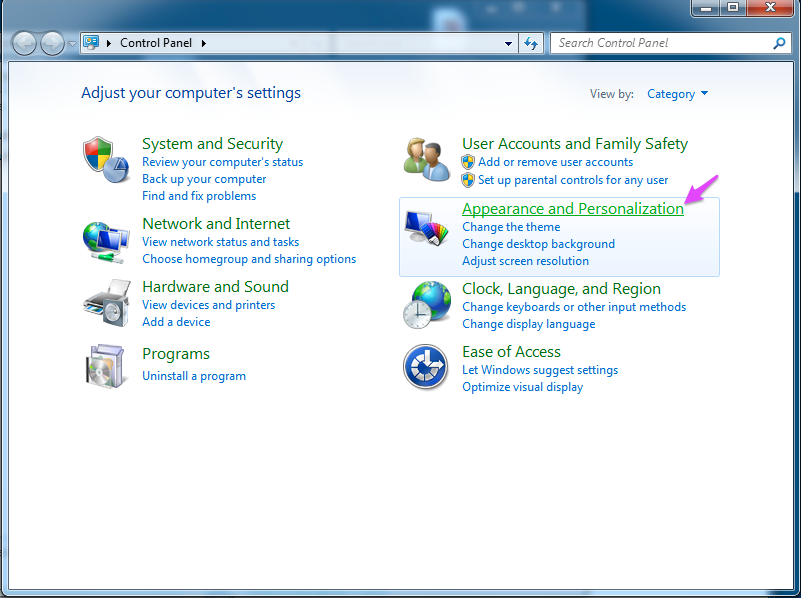 Control Panel
Search Control Panel
Adjust your computer's settings
View by: Category
System and Security
Review your computer's status
Back up your computer
Find and fix problems
Network and Internet
View network status and tasks
Choose homegroup and sharing options
Hardware and Sound
View devices and printers
Add a device
Programs
Uninstall a program
User Accounts and Family Safety
Add or remove user accounts
Set up parental controls for any user
Appearance and Personalization
Change the theme
Change desktop background
Adjust screen resolution
Clock, Language, and Region
Change keyboards or other input methods
Change display language
Ease of Access
Let Windows suggest settings
Optimize visual display